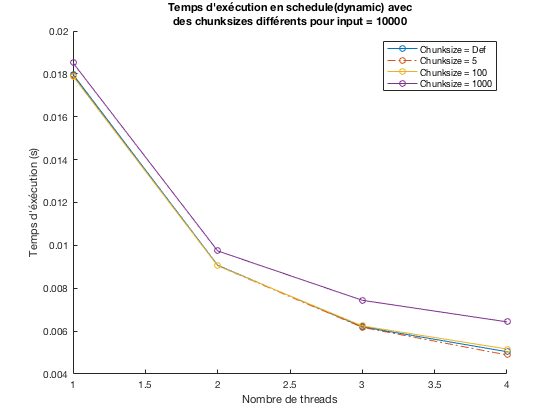 Temps d'exécution en schedule(dynamic) avec
des chunksizes différents pour input = 10000
Chunksize = Def
Chunksize = 5
Chunksize = 100
Chunksize = 1000
0.02
0.018
0.016
0.014
0.012
0.01
0.008
0.006
0.004
Temps d'éxécution (s)
1
1.5
2
2.5
3
3.5
4
Nombre de threads